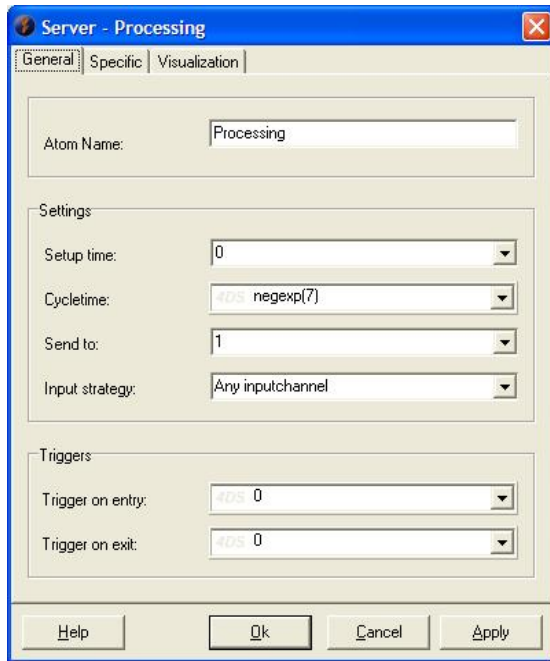 Server - Processing
General Specific Visualization
Atom Name: Processing
Settings
Setup time: 0
Cycletime: 4DS negexp(7)
Send to: 1
Input strategy: Any inputchannel
Triggers
Trigger on entry: 4DS 0
Trigger on exit: 4DS 0
Help Ok Cancel Apply